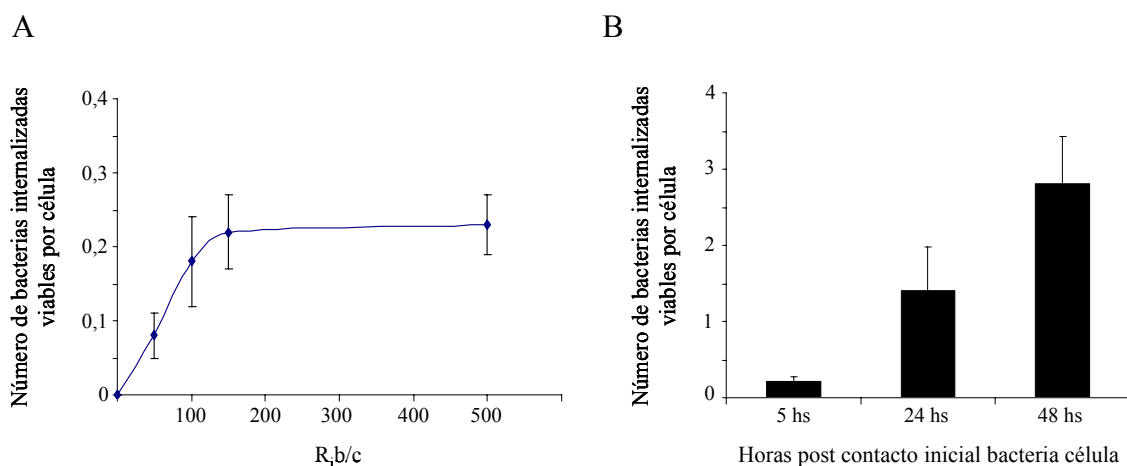 A
Número de bacterias internalizadas
viables por célula
0,4
0,3
0,2
0,1
0
100
200
300
400
500
R,b/c
B
Número de bacterias internalizadas
viables por célula
4
3
2
1
0
5 hs
24 hs
48 hs
Horas post contacto inicial bacteria célula